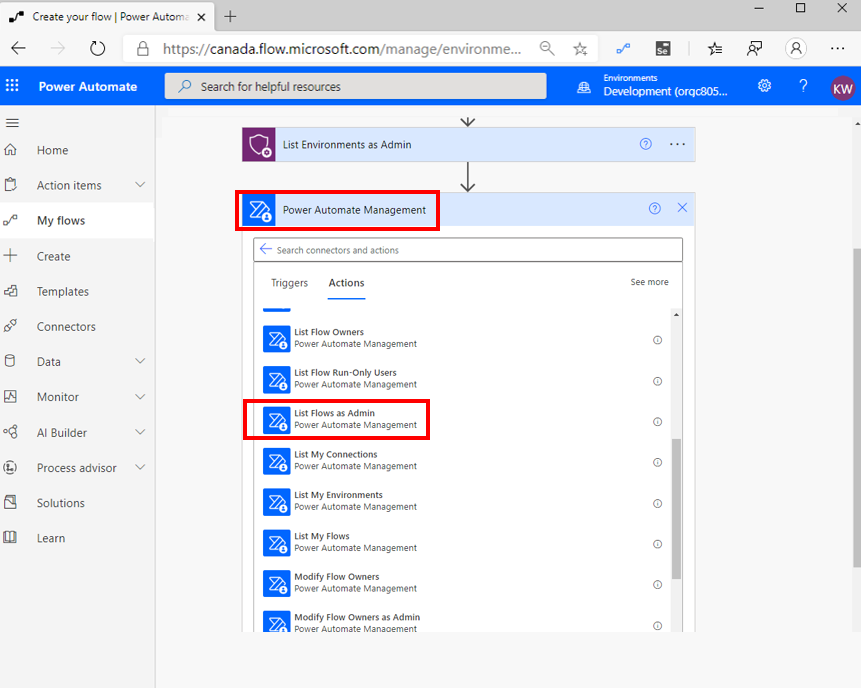 Create your flow | Power Automa
https://canada.flow.microsoft.com/manage/environme...
Se
Power Automate
Search for helpful resources
Environments
Development (orgc805...
?
KW
Home
Action items
My flows
Create
Templates
Connectors
Data
Monitor
AI Builder
Process advisor
Solutions
Learn
List Environments as Admin
Power Automate Management
Search connectors and actions
Triggers
Actions
See more
List Flow Owners
Power Automate Management
List Flow Run-Only Users
Power Automate Management
List Flows as Admin
Power Automate Management
List My Connections
Power Automate Management
List My Environments
Power Automate Management
List My Flows
Power Automate Management
Modify Flow Owners
Power Automate Management
Modify Flow Owners as Admin
Power Automate Management